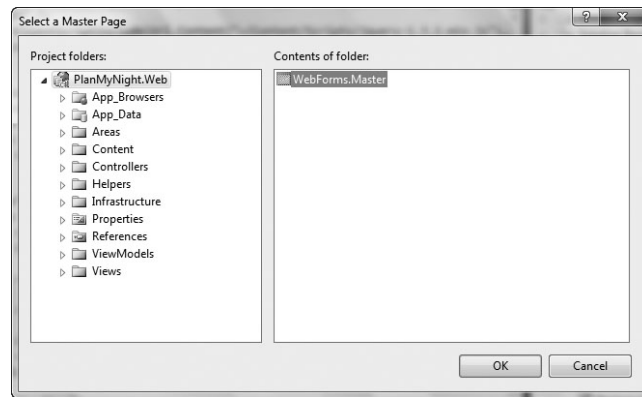 Select a Master Page
?
X
Project folders:
Contents of folder:
PlanMyNight.Web
App_Browsers
App_Data
Areas
Content
Controllers
Helpers
Infrastructure
Properties
References
ViewModels
Views
WebForms.Master
OK
Cancel